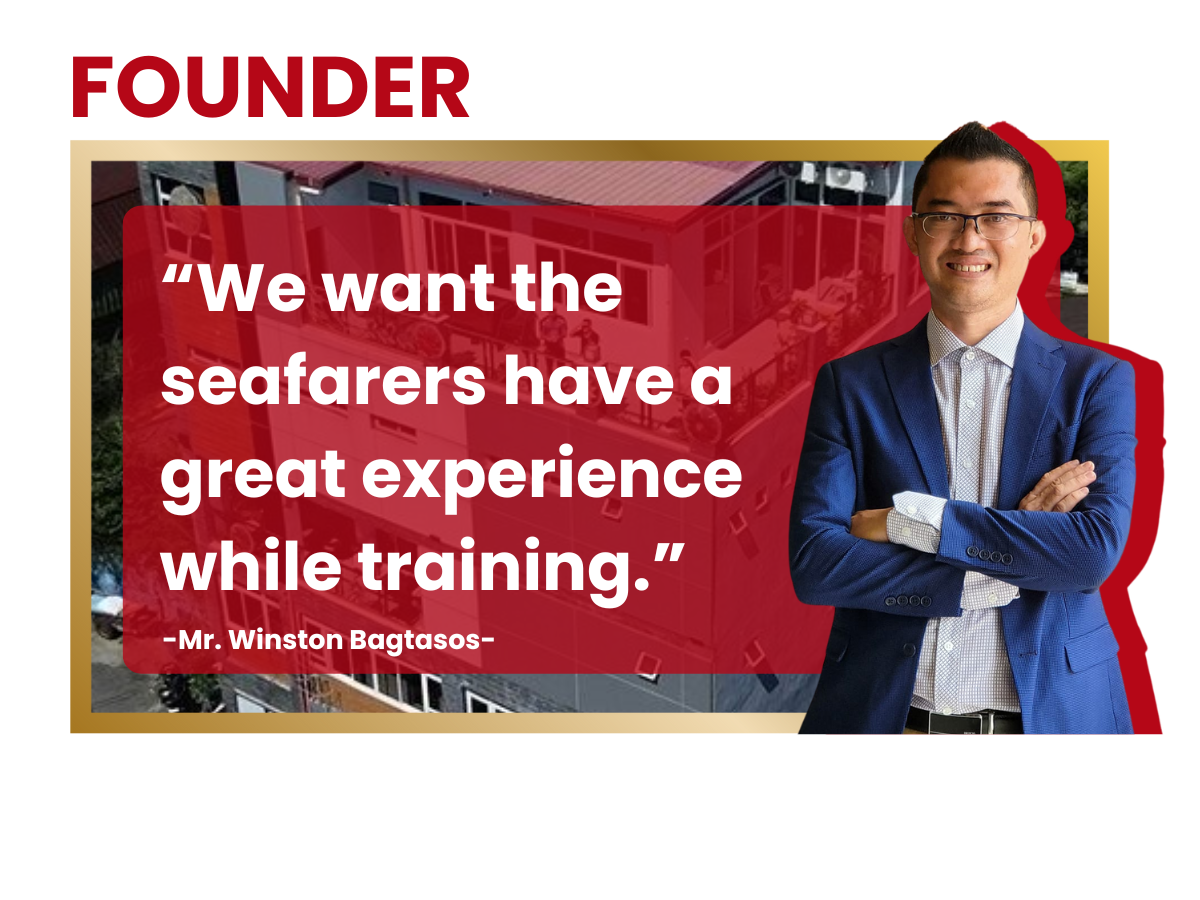 FOUNDER
“We want the
seafarers have a
great experience
while training.”
-Mr. Winston Bagtasos-